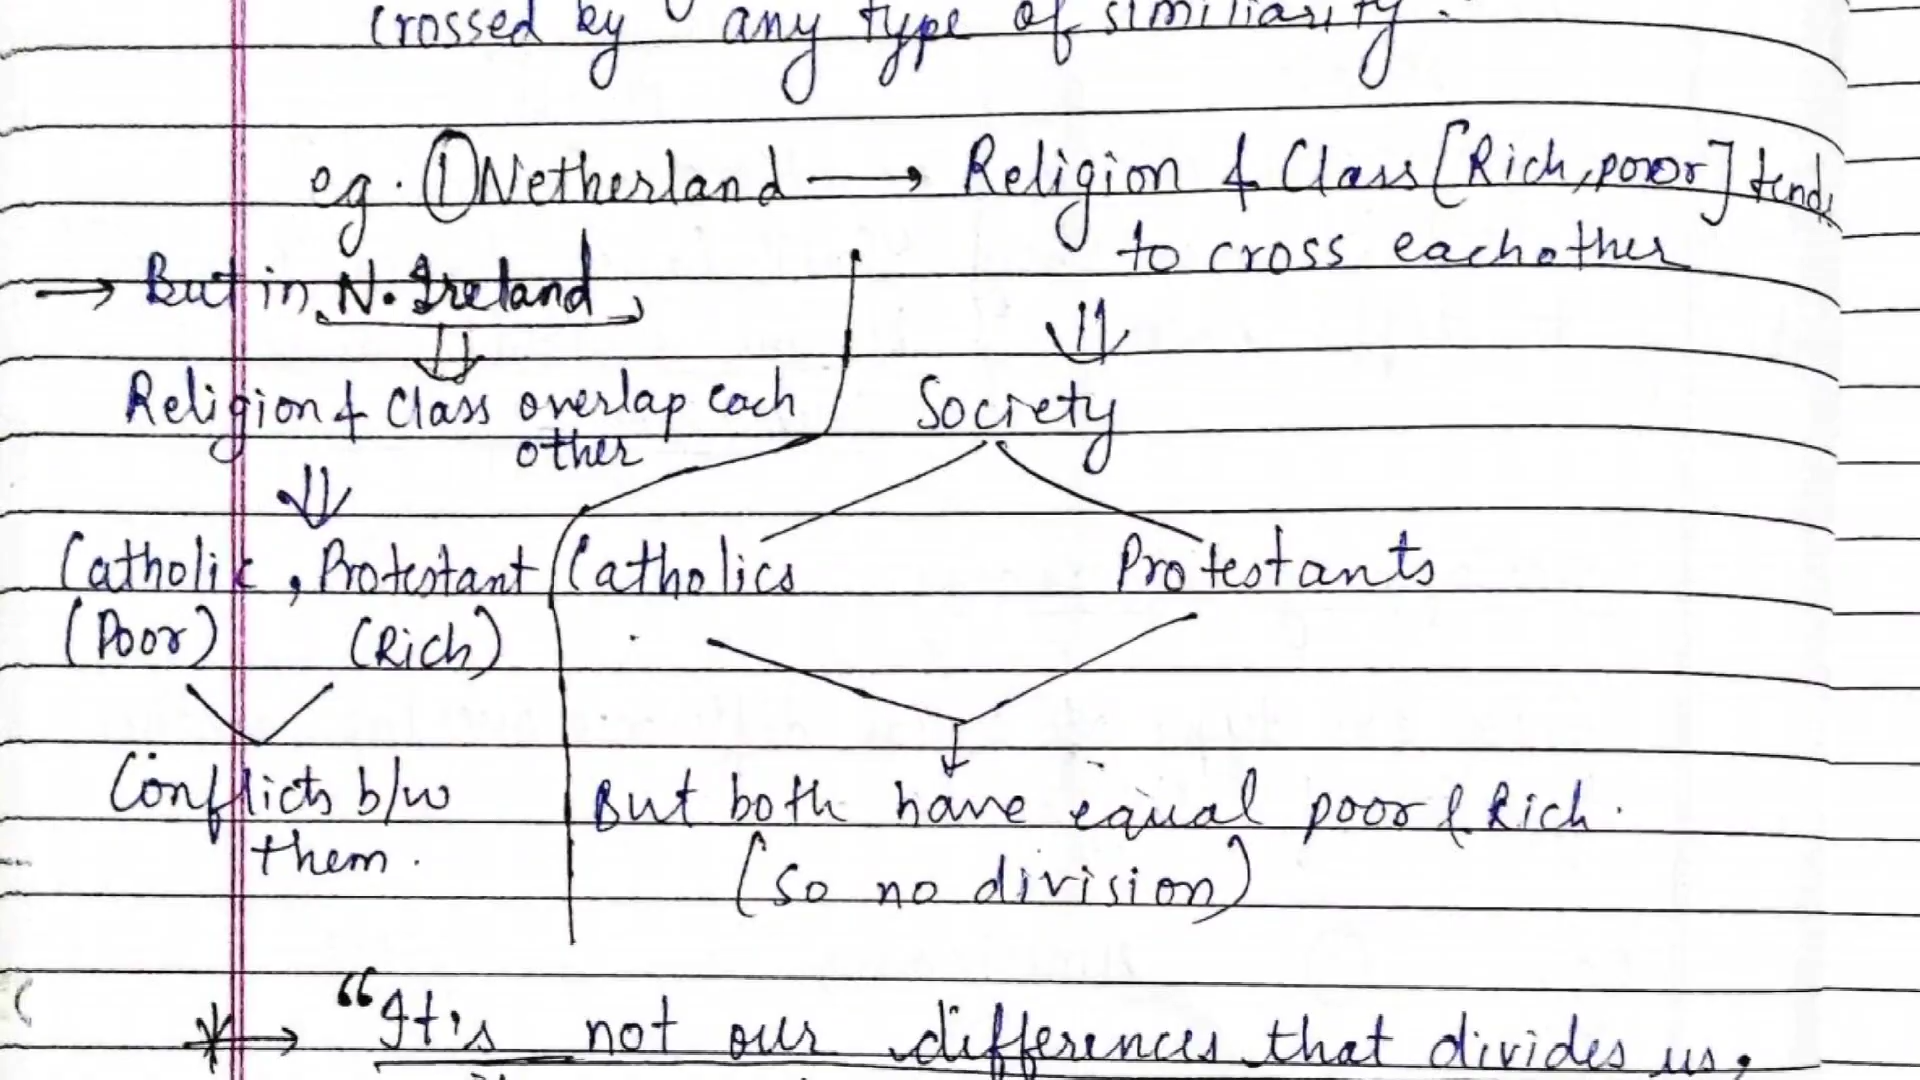 crossed by any type of similiarity.
eg. ① Netherland ⟶ Religion & Class [Rich, poor] tends
to cross eachother
→ But in N. Ireland
⇓
⇓
Religion & Class overlap each
other
Society
⇓
Catholic, Protestant
(Poor) (Rich)
Catholics Protestants
Conflicts b/w
them.
But both have equal poor & Rich.
(So no division)
* → "It's not our differences that divides us,